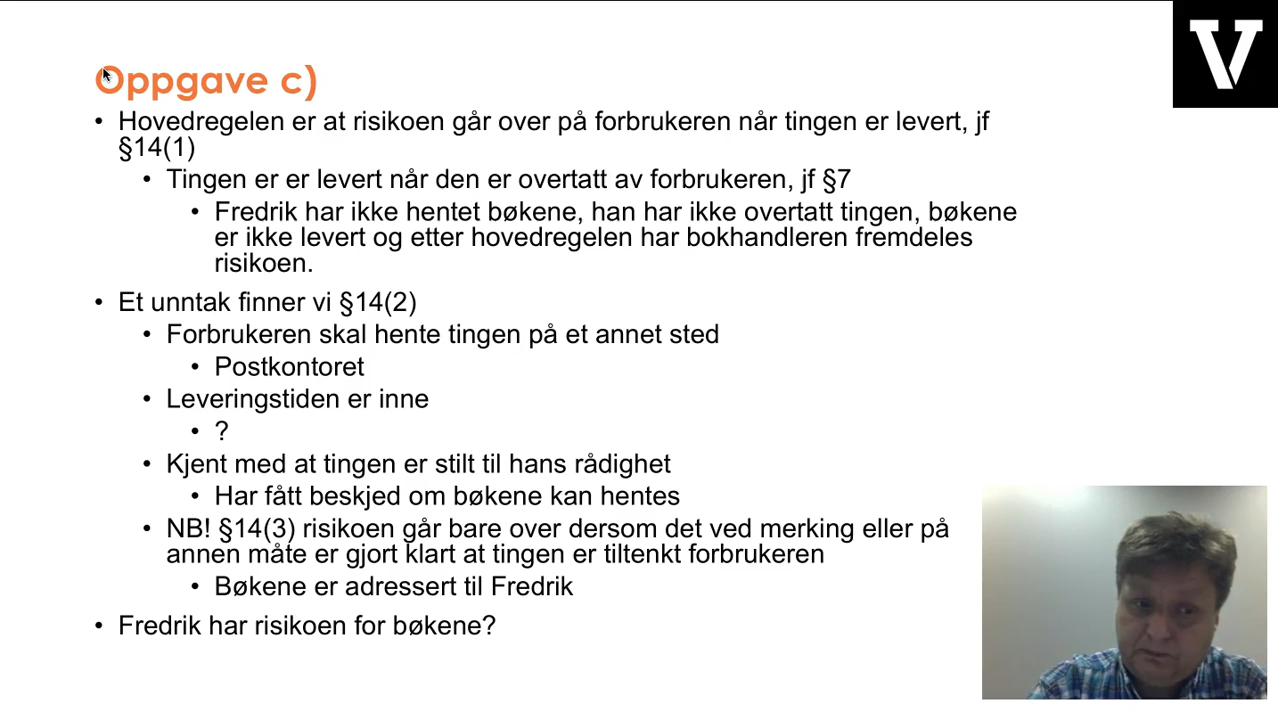 V
Oppgave c)
• Hovedregelen er at risikoen går over på forbrukeren når tingen er levert, jf
§14(1)
• Tingen er er levert når den er overtatt av forbrukeren, jf §7
• Fredrik har ikke hentet bøkene, han har ikke overtatt tingen, bøkene
er ikke levert og etter hovedregelen har bokhandleren fremdeles
risikoen.
• Et unntak finner vi §14(2)
• Forbrukeren skal hente tingen på et annet sted
• Postkontoret
• Leveringstiden er inne
• ?
• Kjent med at tingen er stilt til hans rådighet
• Har fått beskjed om bøkene kan hentes
• NB! §14(3) risikoen går bare over dersom det ved merking eller på
annen måte er gjort klart at tingen er tiltenkt forbrukeren
• Bøkene er adressert til Fredrik
• Fredrik har risikoen for bøkene?